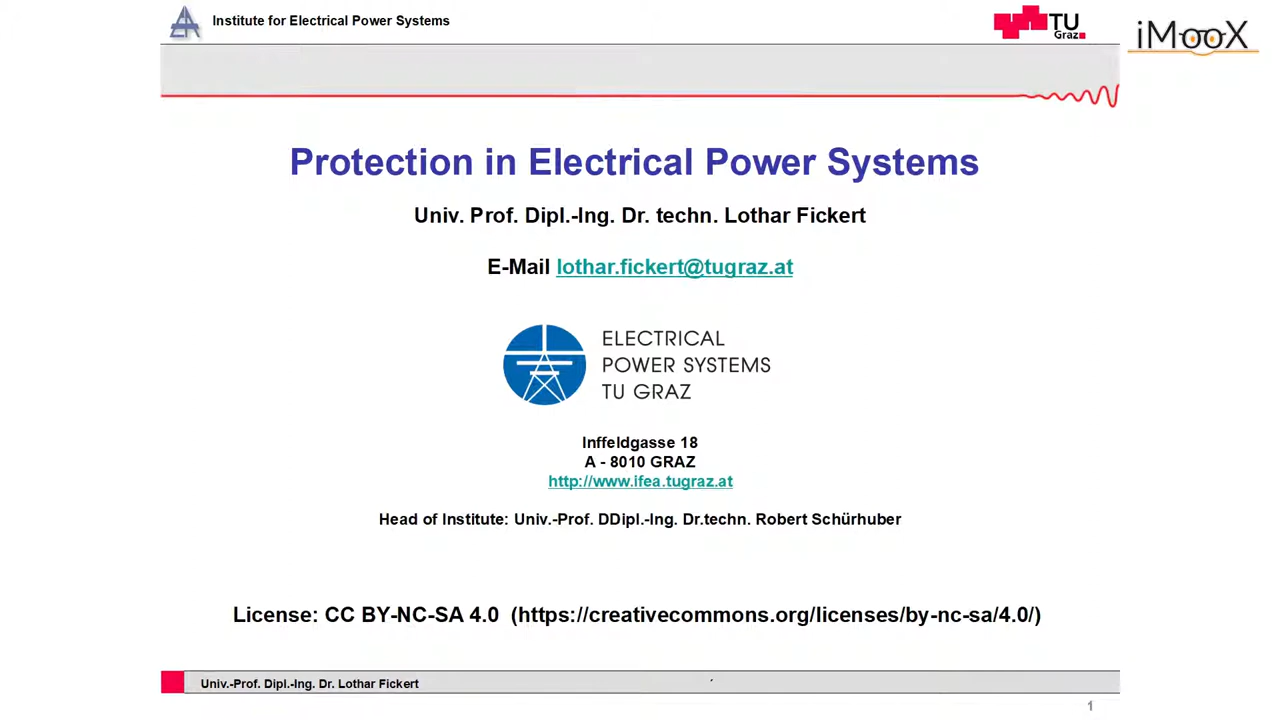 Institute for Electrical Power Systems
TU
Graz
iMooX
Protection in Electrical Power Systems
Univ. Prof. Dipl.-Ing. Dr. techn. Lothar Fickert
E-Mail lothar.fickert@tugraz.at
ELECTRICAL
POWER SYSTEMS
TU GRAZ
Inffeldgasse 18
A - 8010 GRAZ
http://www.ifea.tugraz.at
Head of Institute: Univ.-Prof. DDipl.-Ing. Dr.techn. Robert Schürhuber
License: CC BY-NC-SA 4.0 (https://creativecommons.org/licenses/by-nc-sa/4.0/)
Univ.-Prof. Dipl.-Ing. Dr. Lothar Fickert
1